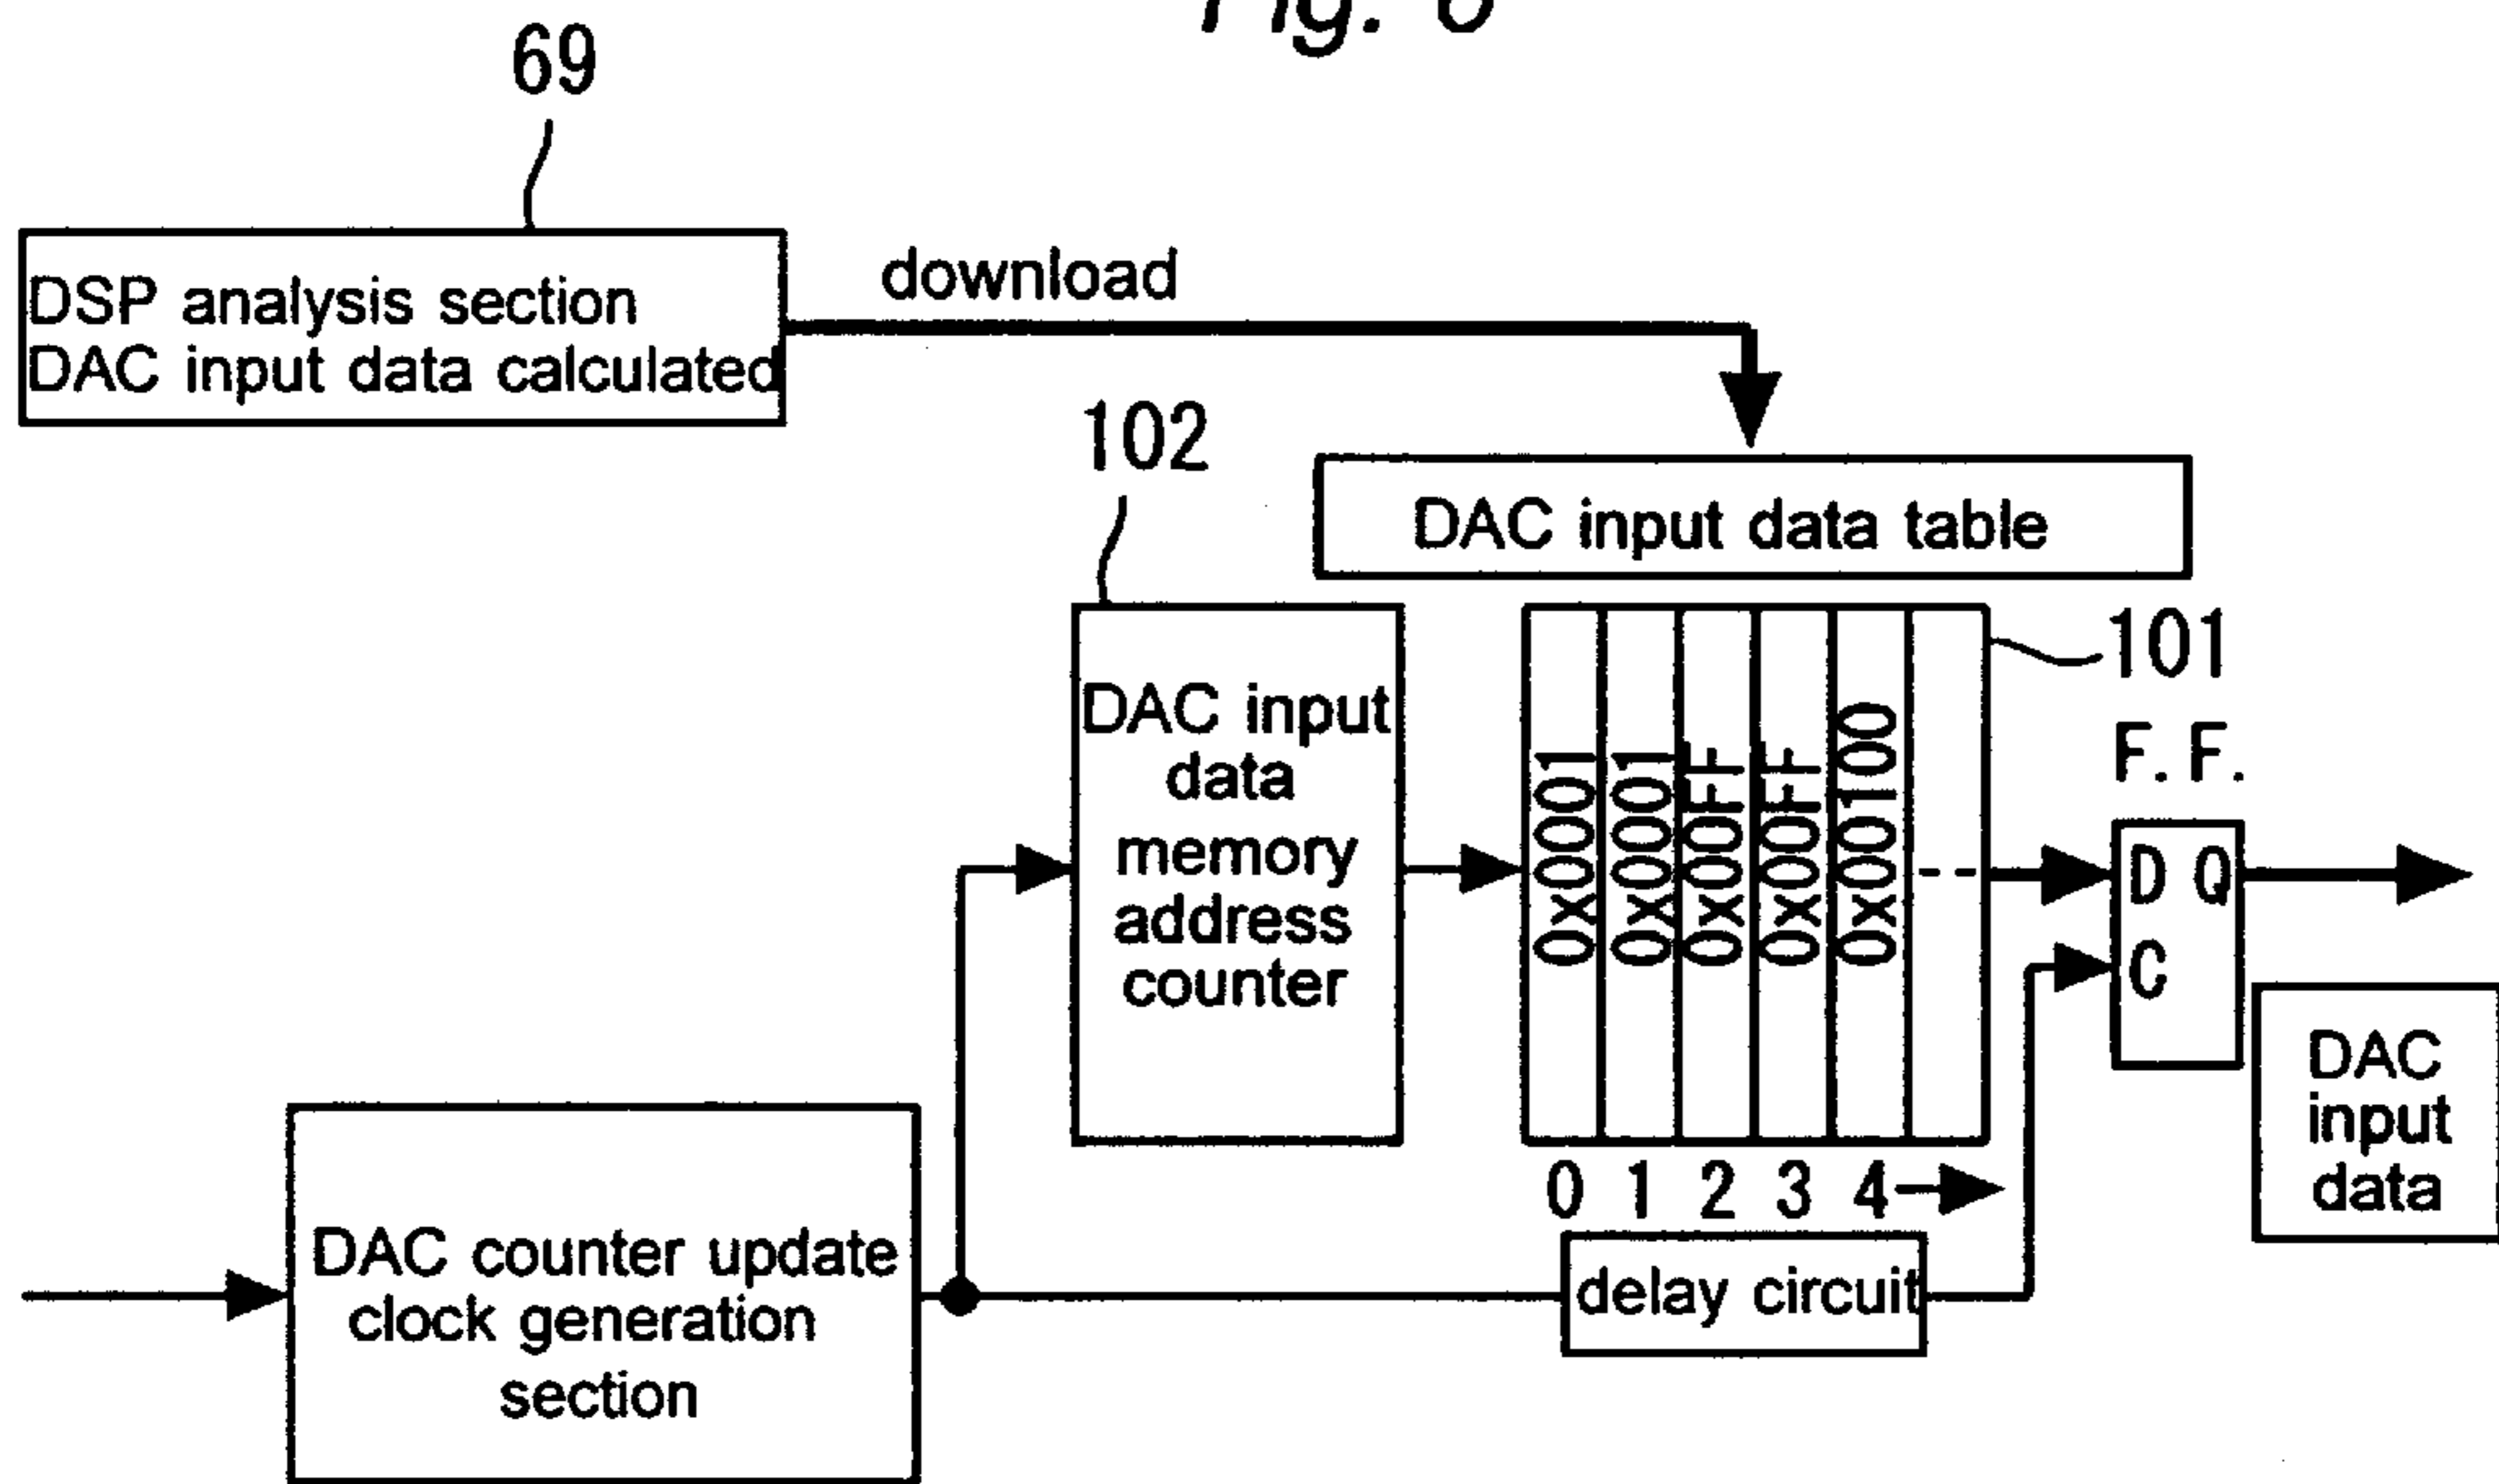 Fig.
69
DSP analysis section
DAC input data calculated
download
102
DAC input data table
DAC input
data
memory
address
counter
0X0001
0X0001
0X00FF
0X00FF
0X00100
--
101
F.F.
D Q
C
0 1 2 3 4
DAC
input
data
DAC counter update
clock generation
section
delay circuit